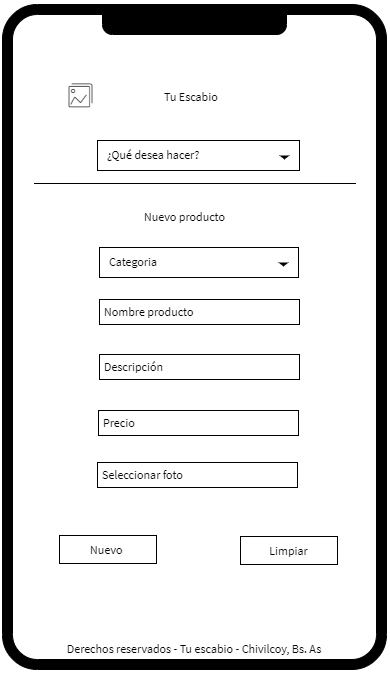 Tu Escabio
¿Qué desea hacer?
Nuevo producto
Categoria
Nombre producto
Descripción
Precio
Seleccionar foto
Nuevo
Limpiar
Derechos reservados - Tu escabio - Chivilcoy, Bs. As